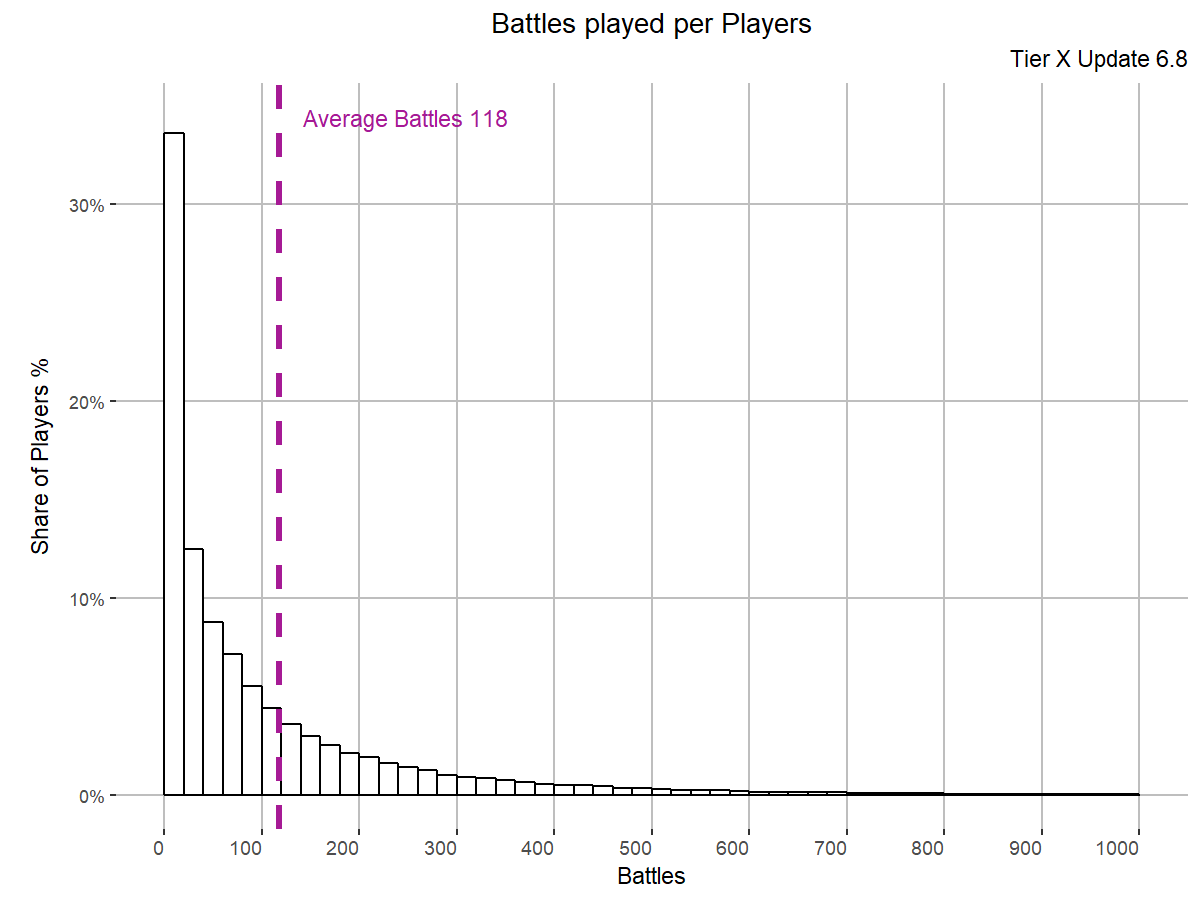 Battles played per Players
Tier X Update 6.8
Average Battles 118
Share of Players %
30%
20%
10%
0%
0 100 200 300 400 500 600 700 800 900 1000
Battles